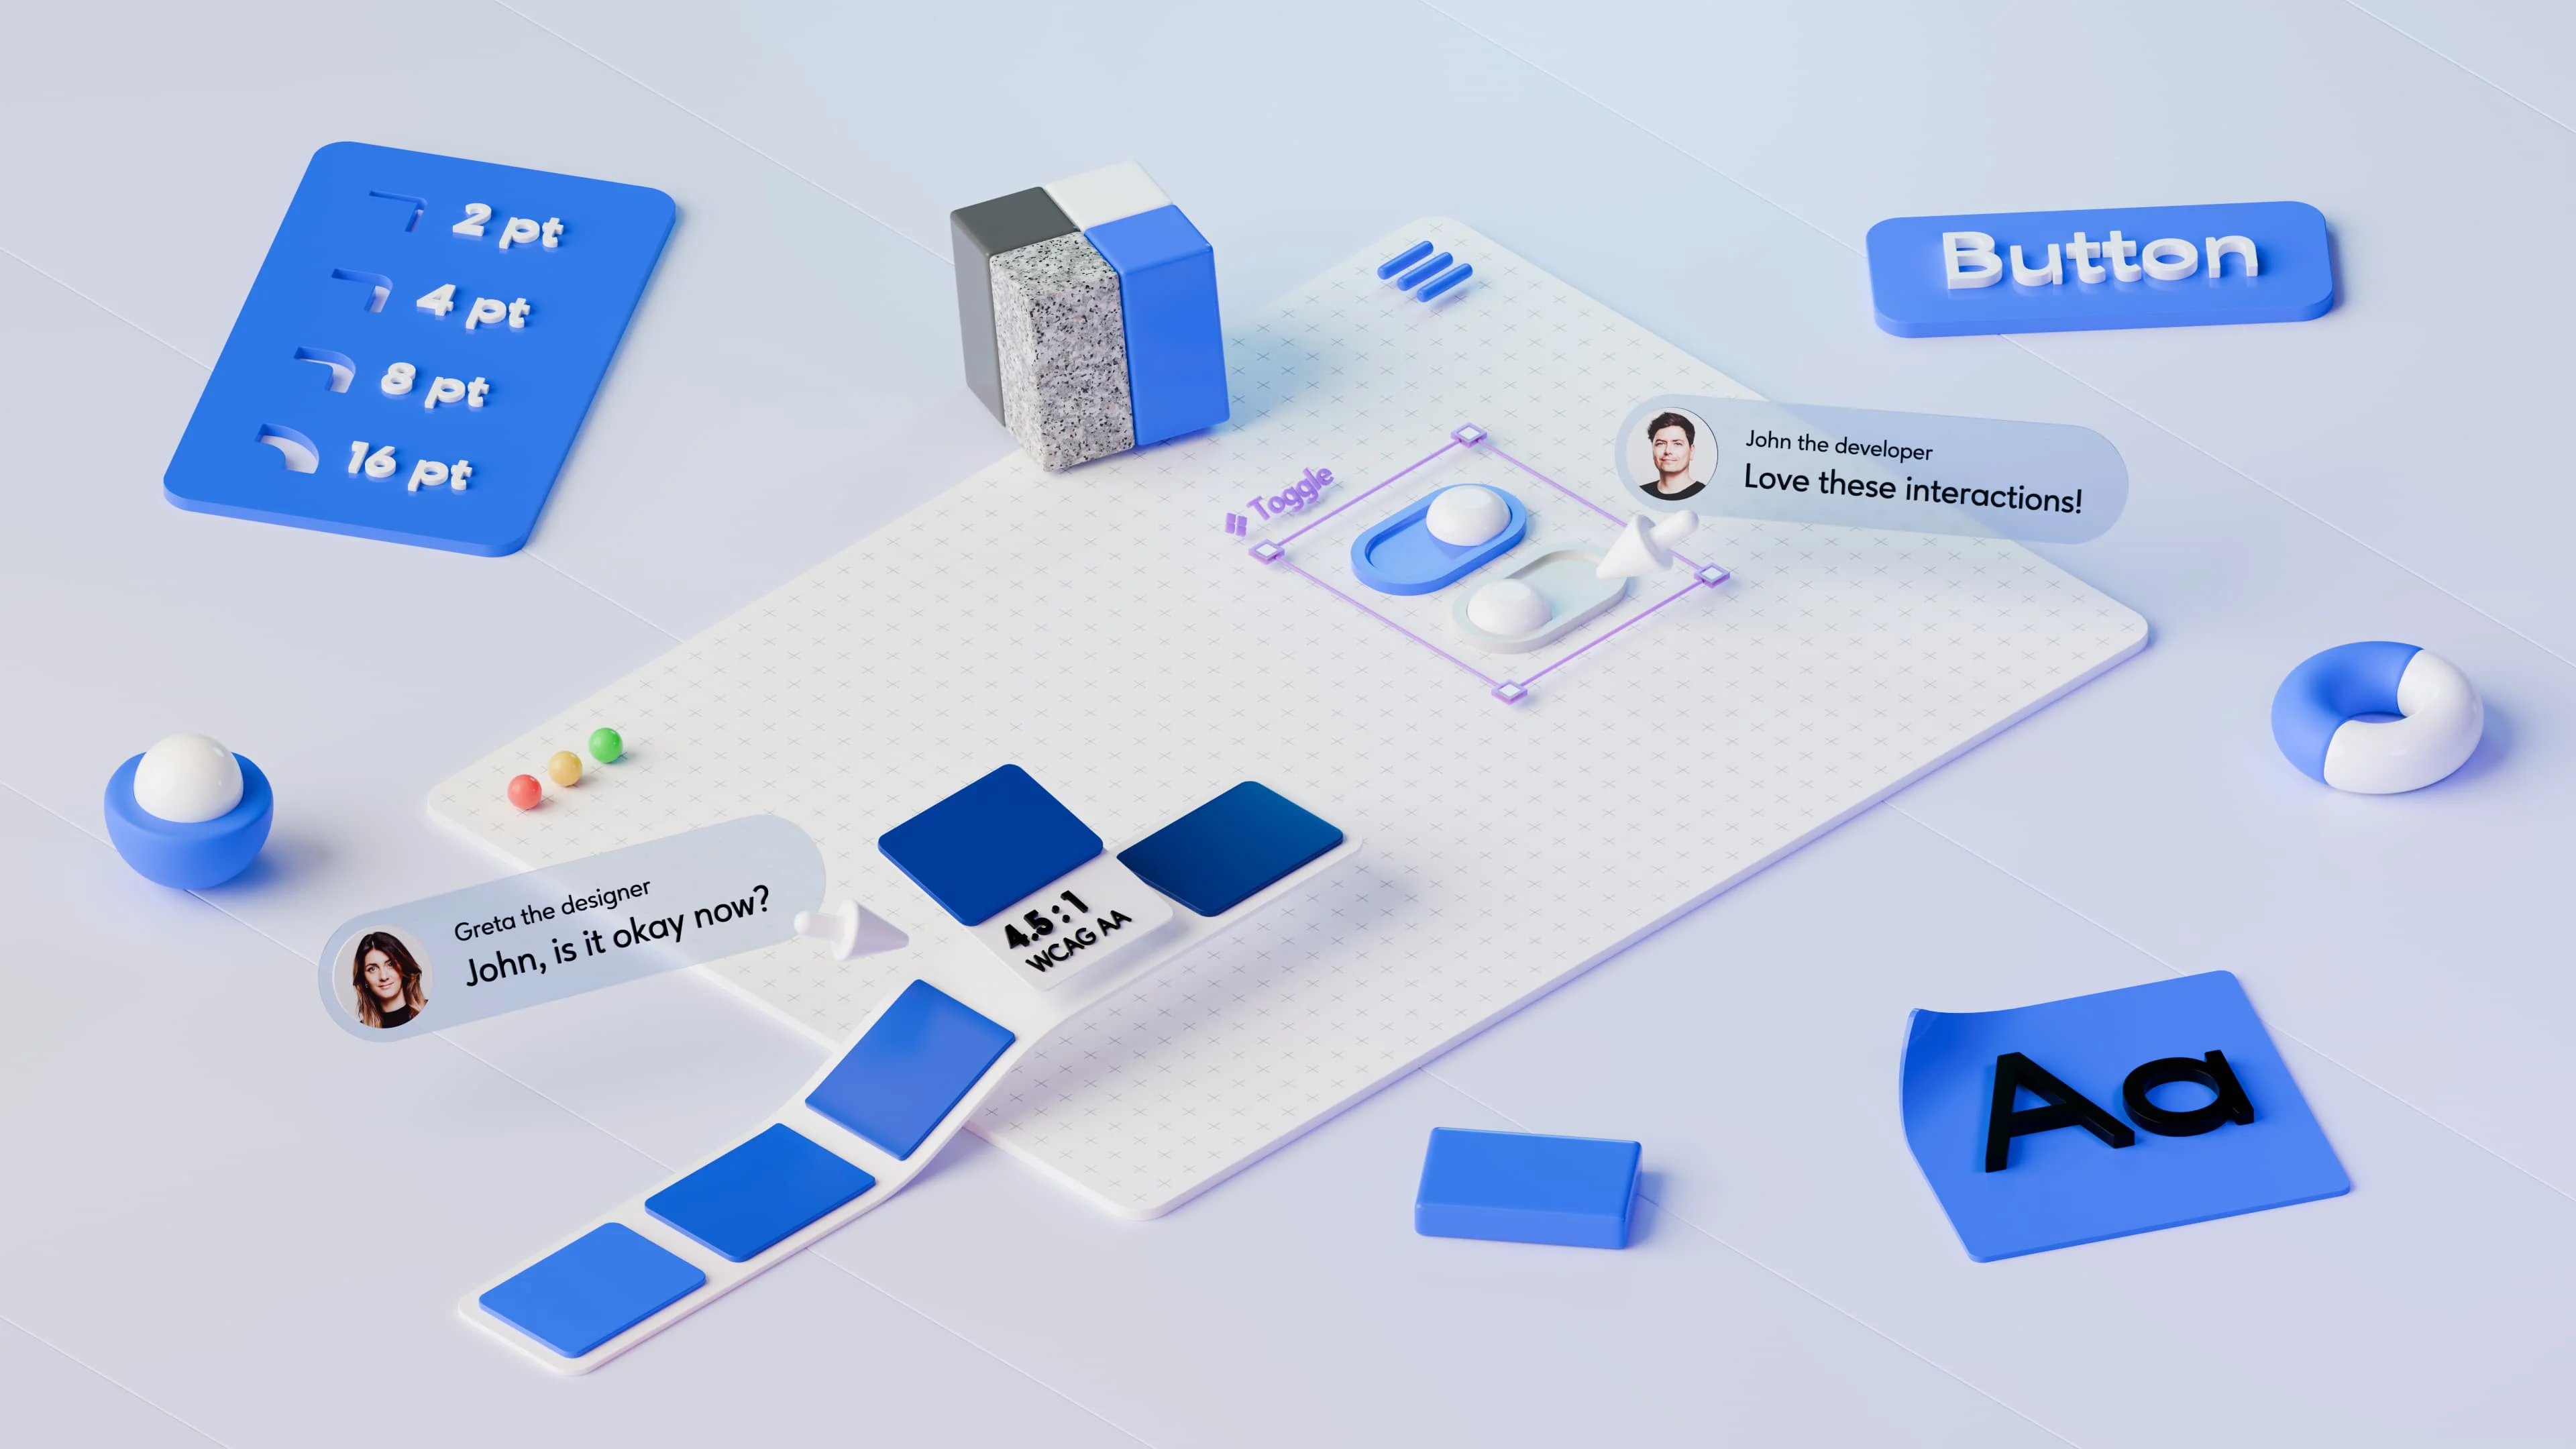 2 pt
4 pt
8 pt
16 pt
Button
John the developer
Love these interactions!
Toggle
Greta the designer
John, is it okay now?
4.5:1
WCAG AA
Aa